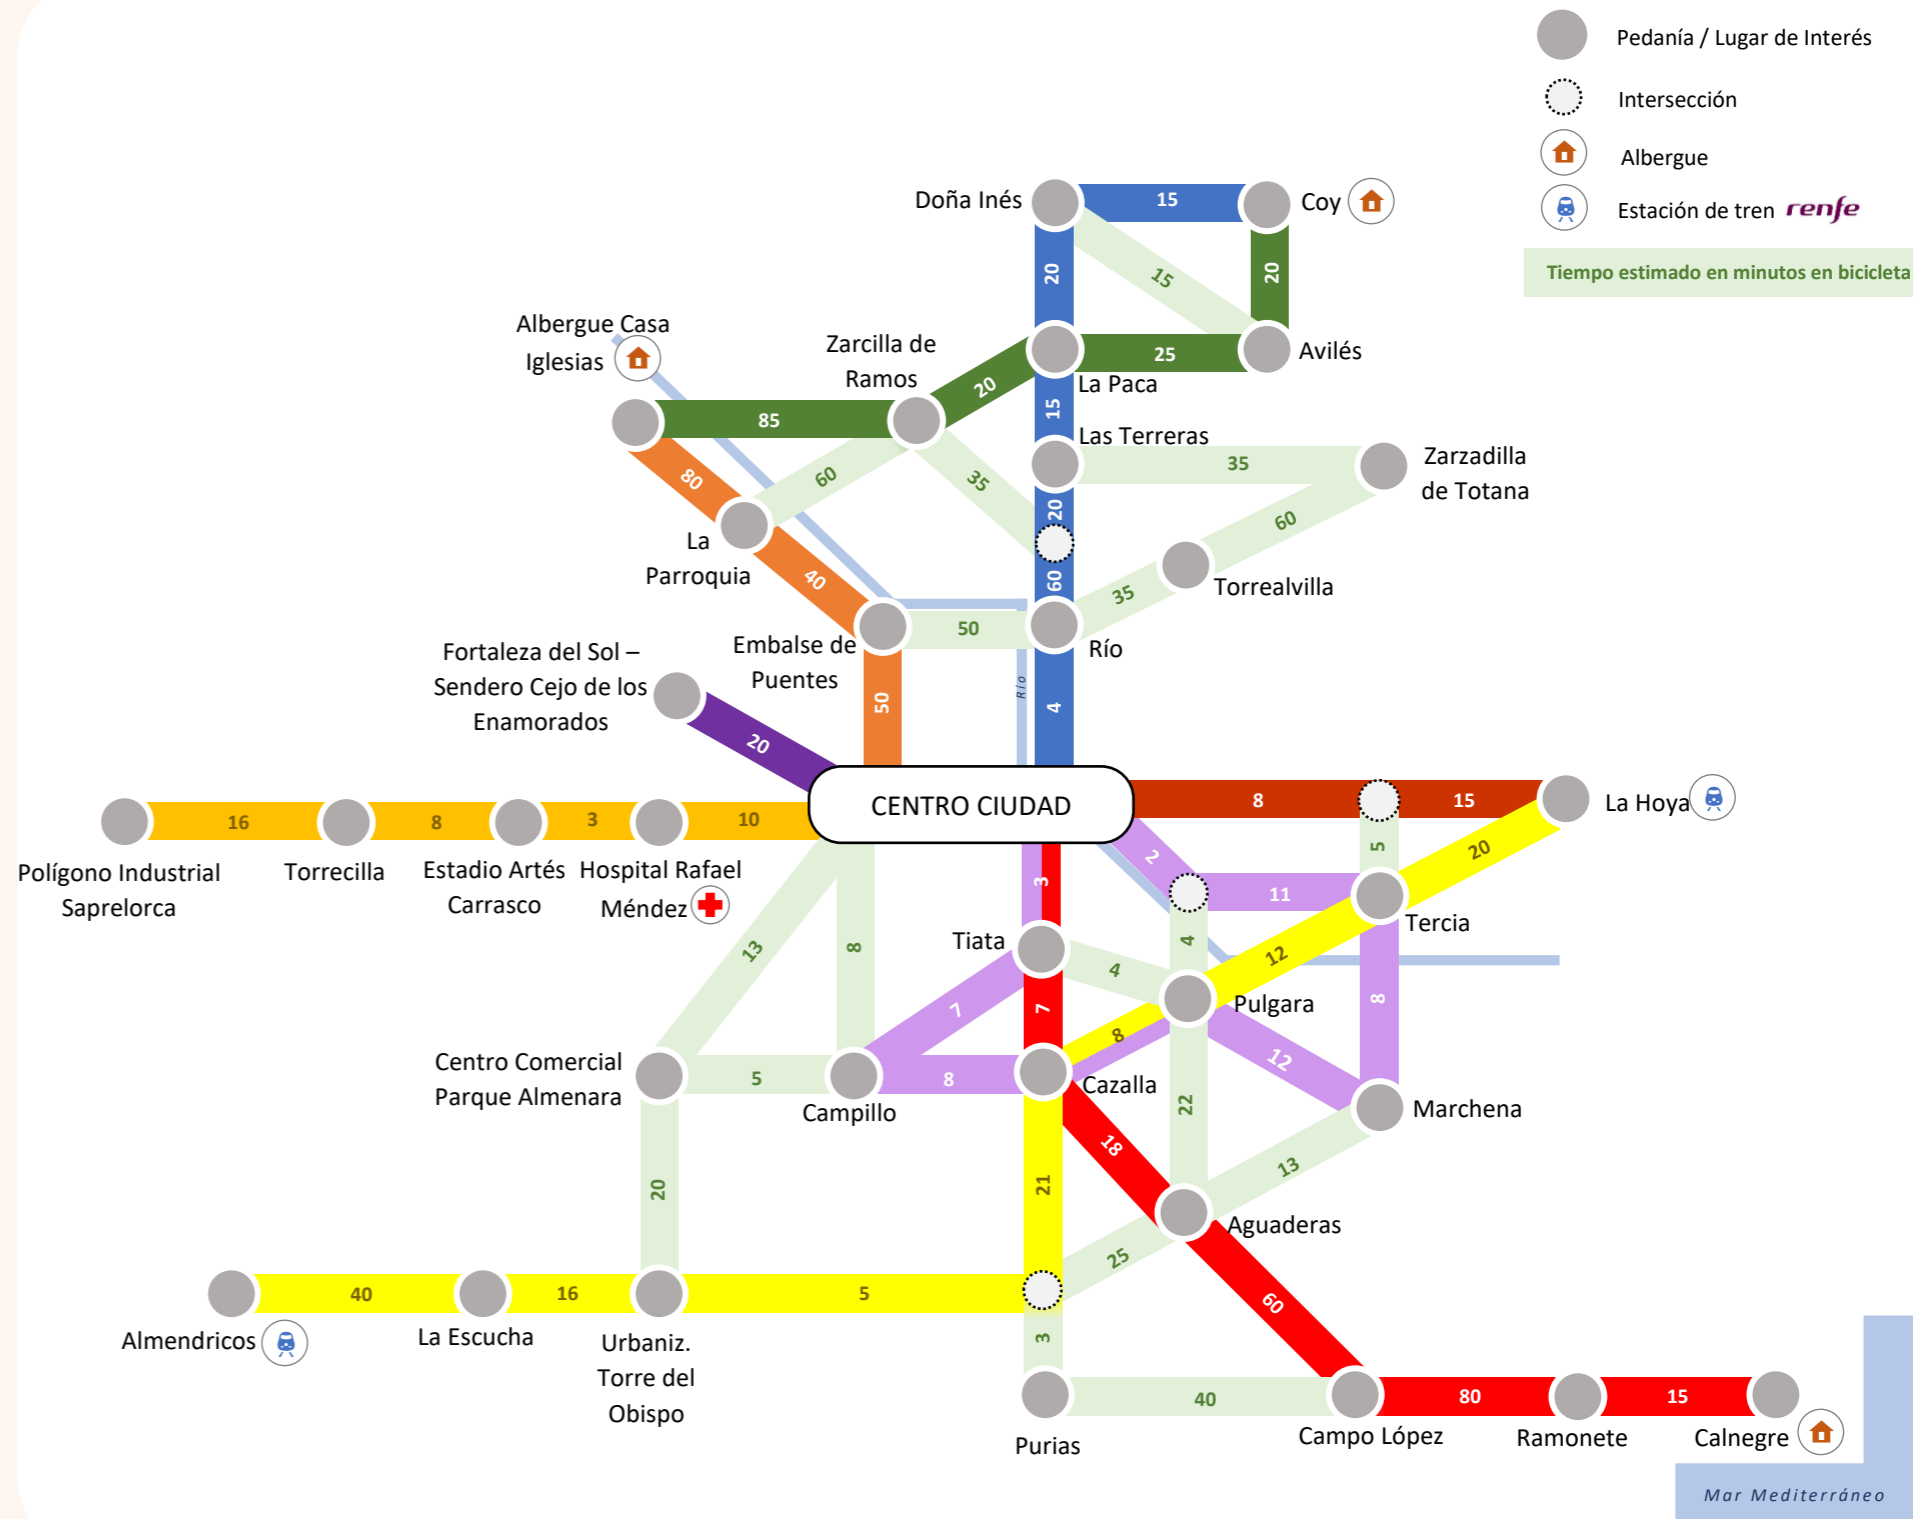 Pedanía / Lugar de Interés
Intersección
Albergue
Estación de tren renfe
Tiempo estimado en minutos en bicicleta
Doña Inés
15
Coy
20
15
20
Albergue Casa
Iglesias
Zarcilla de
Ramos
20
25
Avilés
La Paca
85
15
Las Terreras
35
Zarzadilla
de Totana
80
60
35
20
60
La
Parroquia
40
60
35
Torrealvilla
50
Río
Embalse de
Puentes
Fortaleza del Sol –
Sendero Cejo de los
Enamorados
50
Río
4
20
CENTRO CIUDAD
8
15
La Hoya
16
8
3
10
Polígono Industrial
Saprelorca
Torrecilla
Estadio Artés
Carrasco
Hospital Rafael
Méndez
2
5
20
3
11
Tercia
13
8
Tiata
4
4
12
7
7
Pulgara
8
8
Centro Comercial
Parque Almenara
5
Campillo
8
Cazalla
12
22
Marchena
18
20
21
13
Aguaderas
25
40
16
5
60
Almendricos
La Escucha
Urbaniz.
Torre del
Obispo
3
40
80
15
Purias
Campo López
Ramonete
Calnegre
Mar Mediterráneo